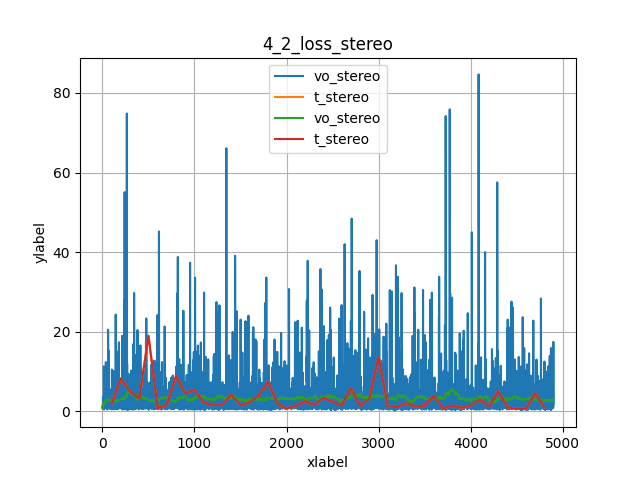 4_2_loss_stereo
vo_stereo
t_stereo
vo_stereo
t_stereo
ylabel
80
60
40
20
0
0 1000 2000 3000 4000 5000
xlabel